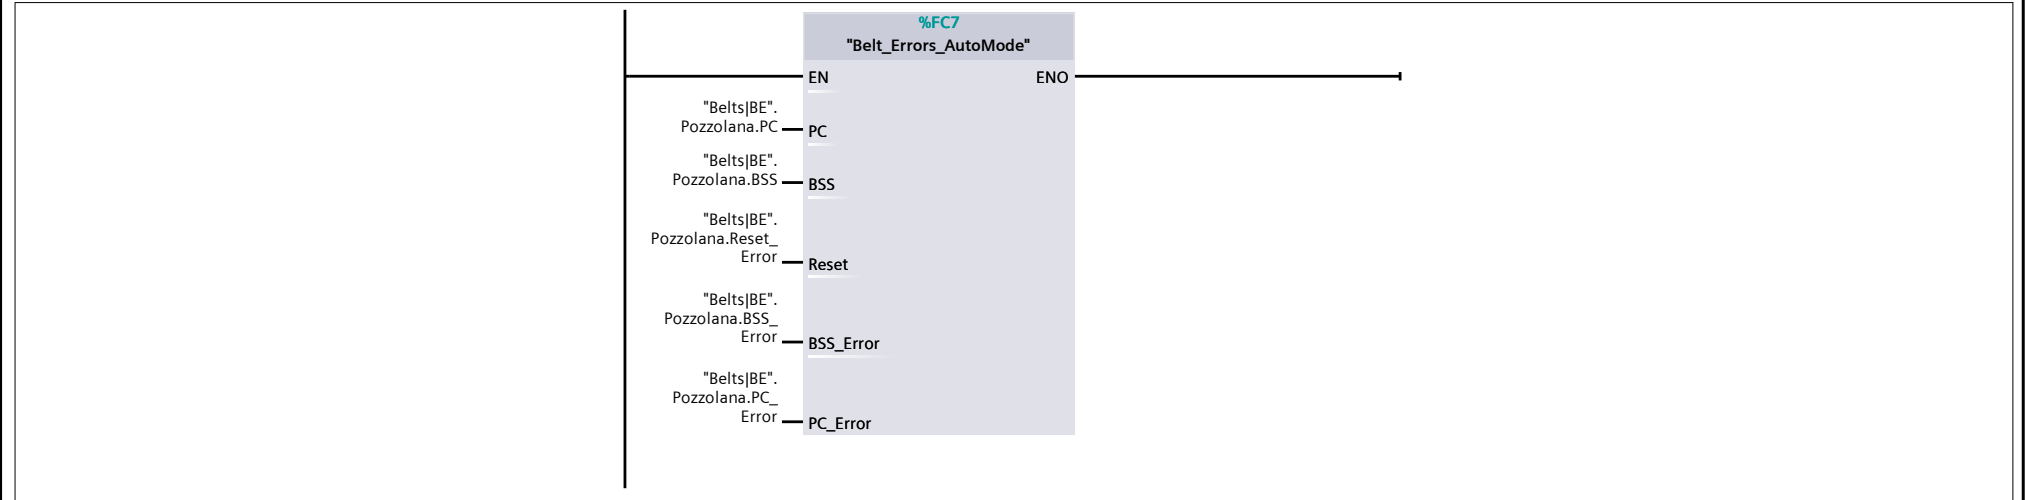 %FC7
"Belt_Errors_AutoMode"
EN
ENO
"Belts|BE".
Pozzolana.PC
PC
"Belts|BE".
Pozzolana.BSS
BSS
"Belts|BE".
Pozzolana.Reset_
Error
Reset
"Belts|BE".
Pozzolana.BSS_
Error
BSS_Error
"Belts|BE".
Pozzolana.PC_
Error
PC_Error